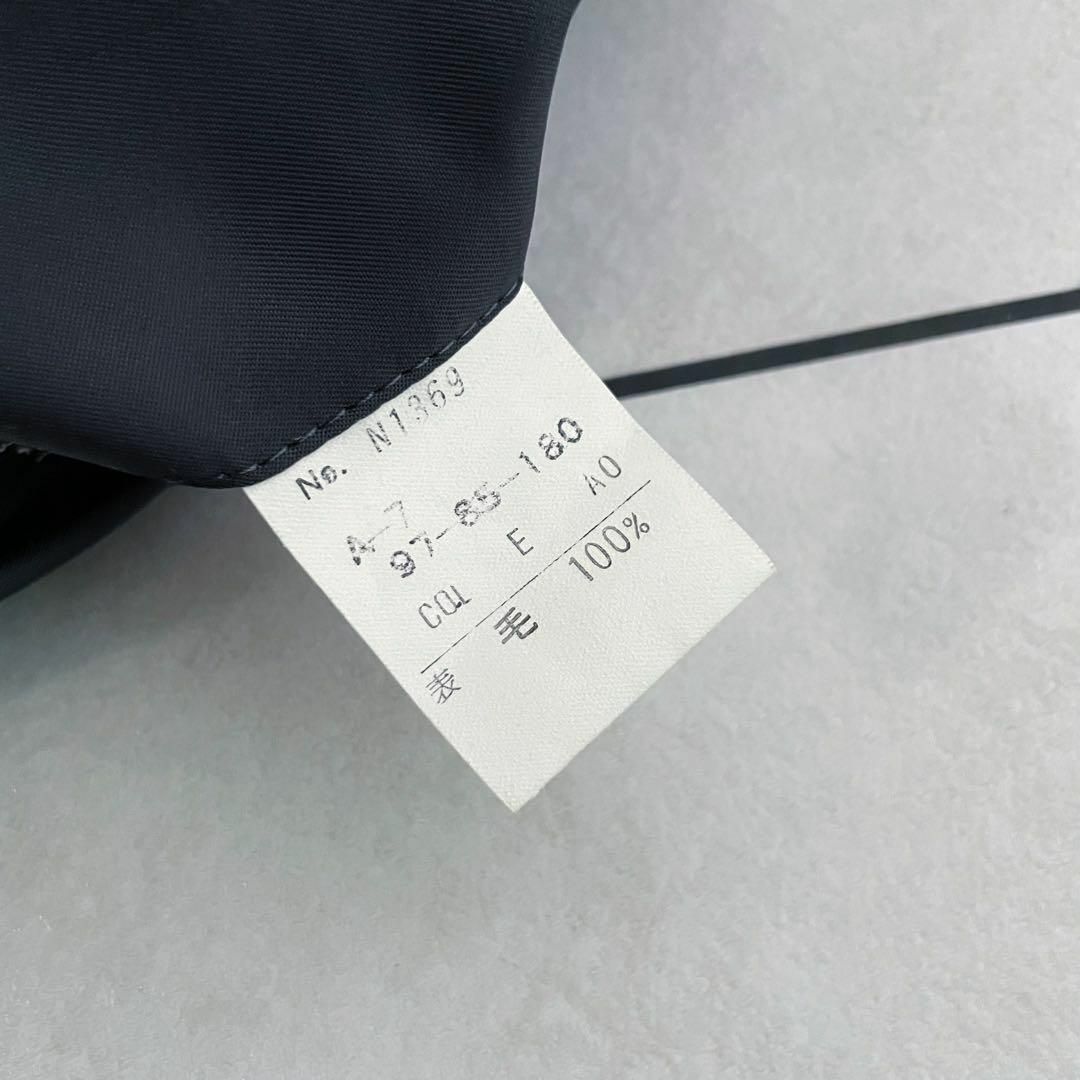 No. N1369
A-7
97-85-180
COL E AO
表 毛 100%